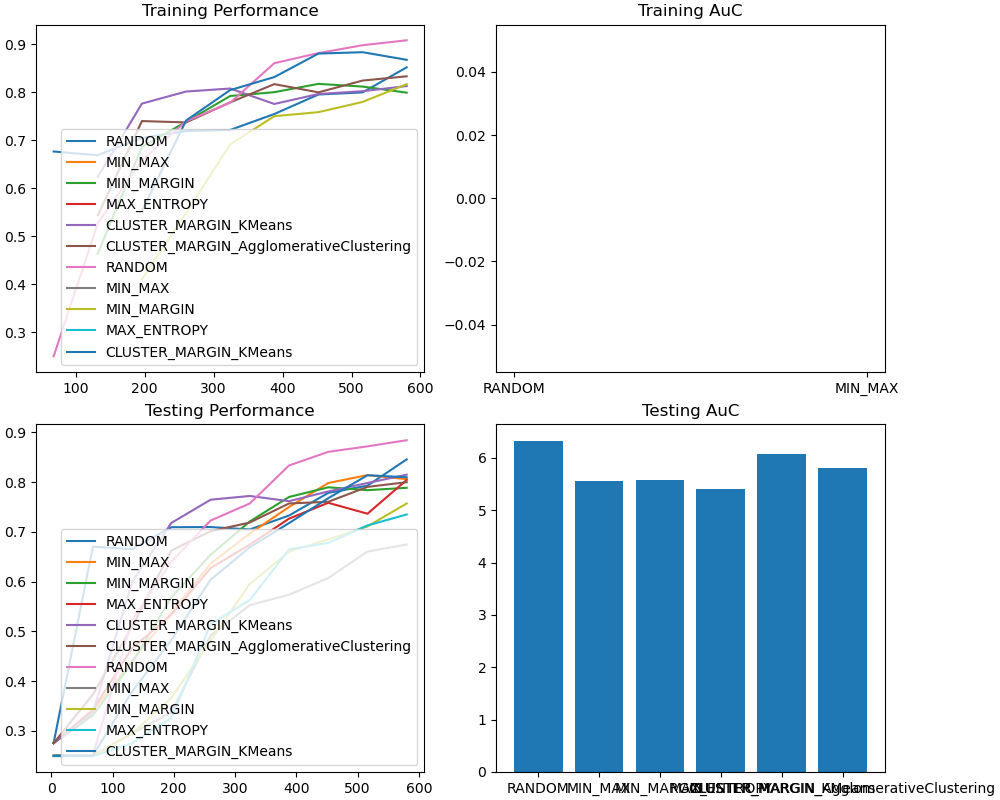 Training Performance
0.9
0.8
0.7
0.6
0.5
0.4
0.3
RANDOM
MIN_MAX
MIN_MARGIN
MAX_ENTROPY
CLUSTER_MARGIN_KMeans
CLUSTER_MARGIN_AgglomerativeClustering
RANDOM
MIN_MAX
MIN_MARGIN
MAX_ENTROPY
CLUSTER_MARGIN_KMeans
100 200 300 400 500 600
Training AuC
0.04
0.02
0.00
−0.02
−0.04
RANDOM MIN_MAX
Testing Performance
0.9
0.8
0.7
0.6
0.5
0.4
0.3
RANDOM
MIN_MAX
MIN_MARGIN
MAX_ENTROPY
CLUSTER_MARGIN_KMeans
CLUSTER_MARGIN_AgglomerativeClustering
RANDOM
MIN_MAX
MIN_MARGIN
MAX_ENTROPY
CLUSTER_MARGIN_KMeans
0 100 200 300 400 500 600
Testing AuC
6
5
4
3
2
1
0
RANDOM MIN_MAX